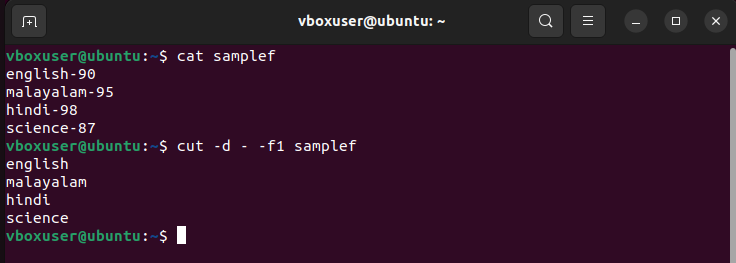 vboxuser@ubuntu: ~
vboxuser@ubuntu:~$ cat samplef
english-90
malayalam-95
hindi-98
science-87
vboxuser@ubuntu:~$ cut -d - -f1 samplef
english
malayalam
hindi
science
vboxuser@ubuntu:~$